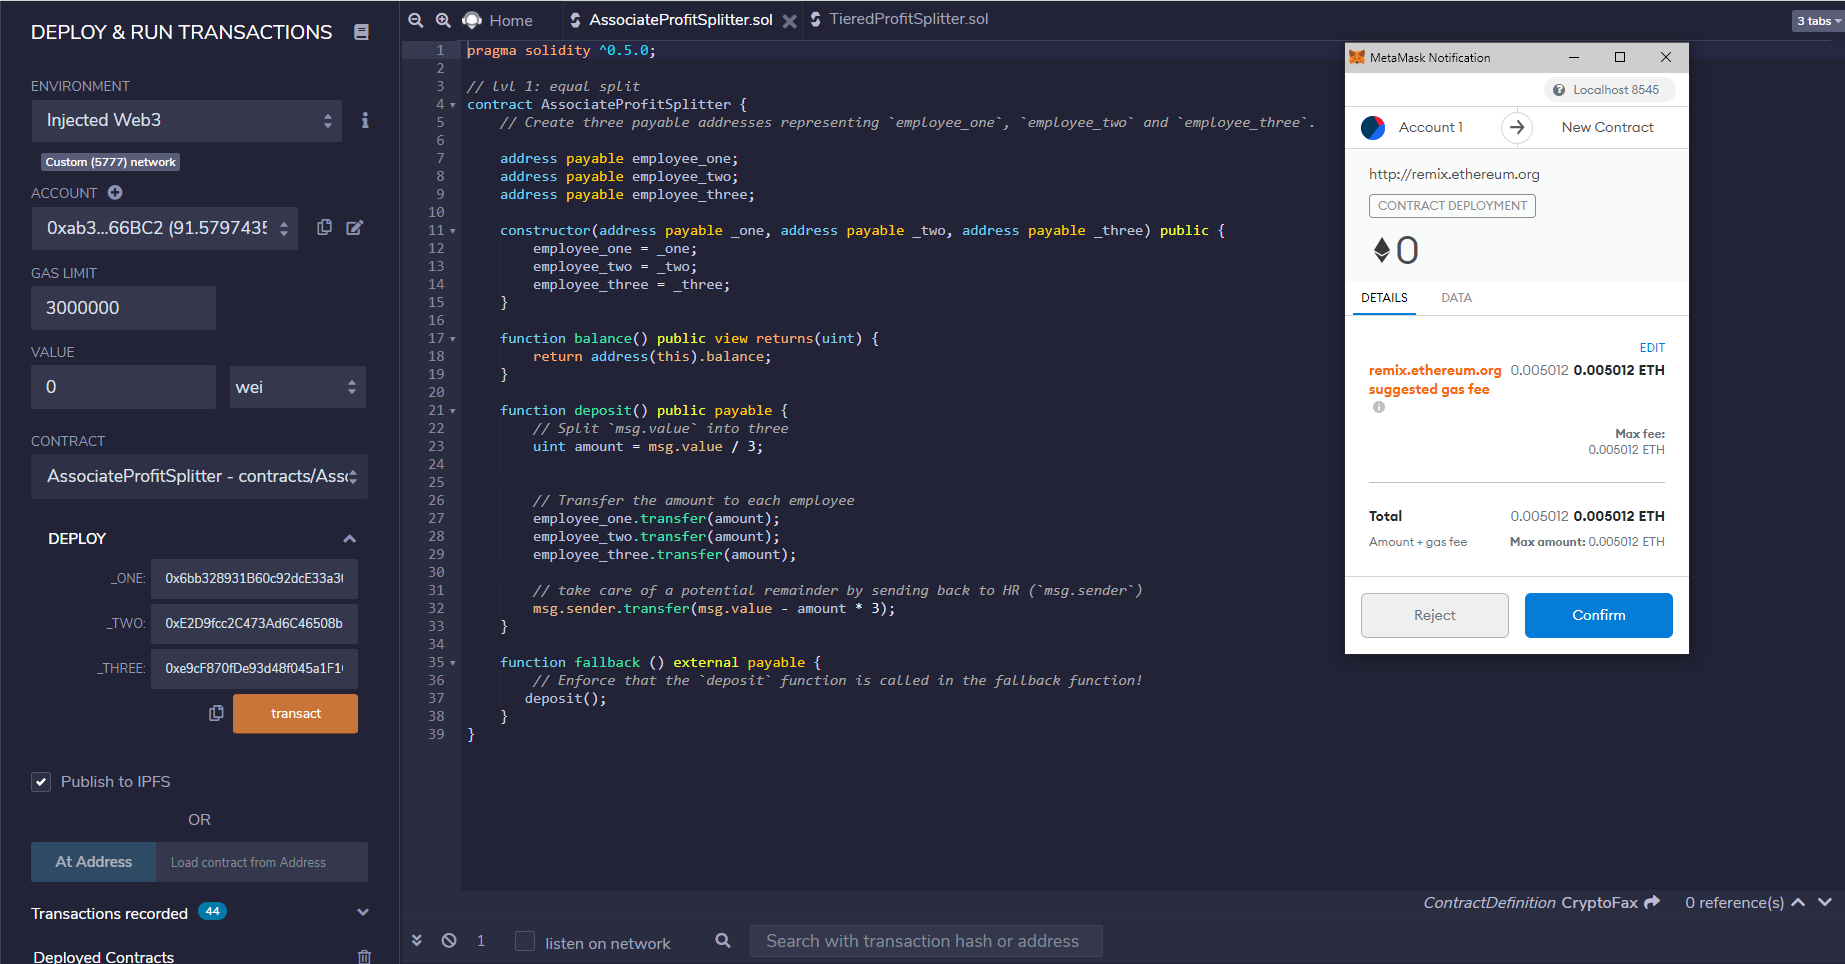 DEPLOY & RUN TRANSACTIONS
ENVIRONMENT
Injected Web3
Custom (5777) network
ACCOUNT
0xab3...66BC2 (91.5797435
GAS LIMIT
3000000
VALUE
0
wei
CONTRACT
AssociateProfitSplitter - contracts/Asso
DEPLOY
_ONE:
0x6bb328931B60c92dcE33a3
_TWO:
0xE2D9fcc2C473Ad6C46508b
_THREE:
0xe9cF870fDe93d48f045a1F1
transact
Publish to IPFS
OR
At Address
Load contract from Address
Transactions recorded 44
Deployed Contracts
Home
AssociateProfitSplitter.sol
TieredProfitSplitter.sol
3 tabs
1 pragma solidity ^0.5.0;
2
3 // lvl 1: equal split
4 contract AssociateProfitSplitter {
5 // Create three payable addresses representing `employee_one`, `employee_two` and `employee_three`.
6
7 address payable employee_one;
8 address payable employee_two;
9 address payable employee_three;
10
11 constructor(address payable _one, address payable _two, address payable _three) public {
12 employee_one = _one;
13 employee_two = _two;
14 employee_three = _three;
15 }
16
17 function balance() public view returns(uint) {
18 return address(this).balance;
19 }
20
21 function deposit() public payable {
22 // Split `msg.value` into three
23 uint amount = msg.value / 3;
24
25
26 // Transfer the amount to each employee
27 employee_one.transfer(amount);
28 employee_two.transfer(amount);
29 employee_three.transfer(amount);
30
31 // take care of a potential remainder by sending back to HR (`msg.sender`)
32 msg.sender.transfer(msg.value - amount * 3);
33 }
34
35 function fallback () external payable {
36 // Enforce that the `deposit` function is called in the fallback function!
37 deposit();
38 }
39 }
ContractDefinition CryptoFax
0 reference(s)
1
listen on network
Search with transaction hash or address
MetaMask Notification
Localhost 8545
Account 1
New Contract
http://remix.ethereum.org
CONTRACT DEPLOYMENT
0
DETAILS
DATA
EDIT
remix.ethereum.org 0.005012 0.005012 ETH
suggested gas fee
Max fee:
0.005012 ETH
Total 0.005012 0.005012 ETH
Amount + gas fee Max amount: 0.005012 ETH
Reject
Confirm